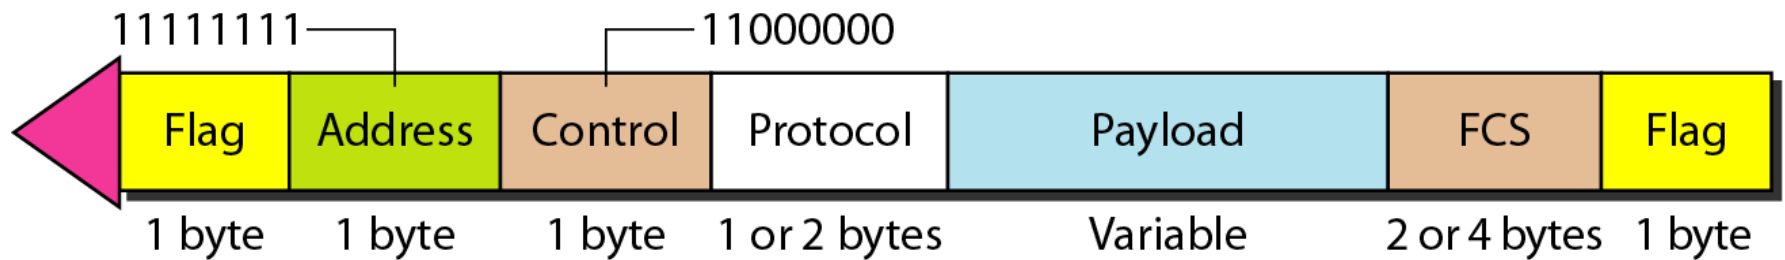 11111111 11000000
Flag Address Control Protocol Payload FCS Flag
1 byte 1 byte 1 byte 1 or 2 bytes Variable 2 or 4 bytes 1 byte